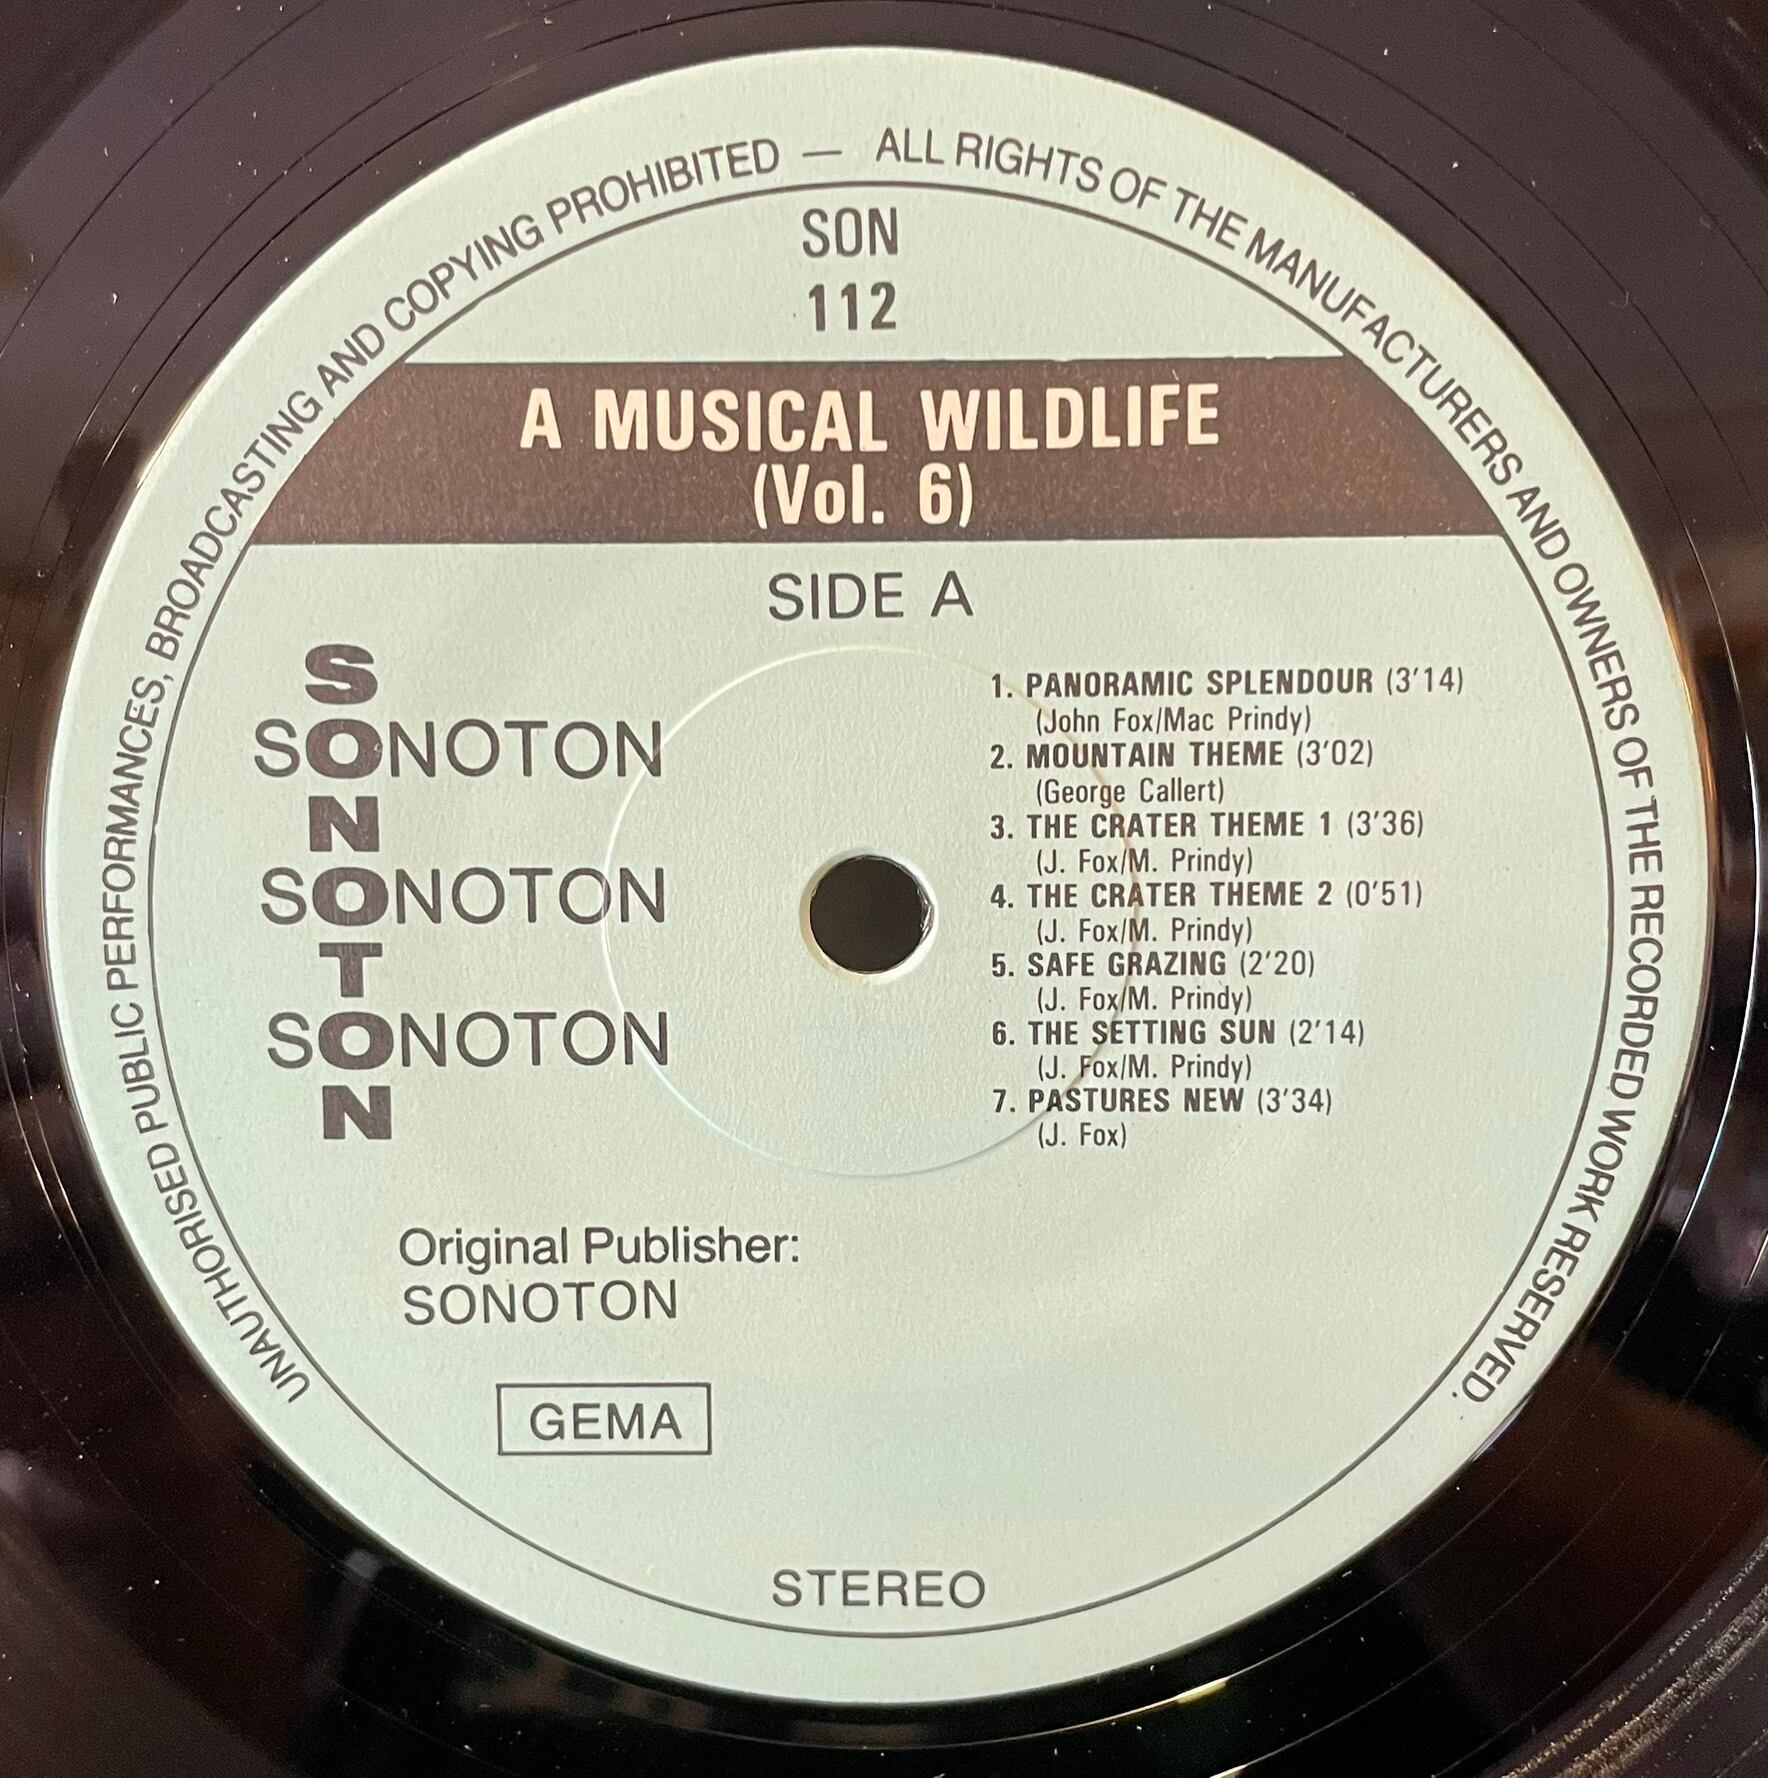 UNAUTHORISED PUBLIC PERFORMANCES, BROADCASTING AND COPYING PROHIBITED — ALL RIGHTS OF THE MANUFACTURERS AND OWNERS OF THE RECORDED WORK RESERVED.
SON
112
A MUSICAL WILDLIFE
(Vol. 6)
SIDE A
S
SONOTON
N
SONOTON
T
SONOTON
N
1. PANORAMIC SPLENDOUR (3'14)
(John Fox/Mac Prindy)
2. MOUNTAIN THEME (3'02)
(George Callert)
3. THE CRATER THEME 1 (3'36)
(J. Fox/M. Prindy)
4. THE CRATER THEME 2 (0'51)
(J. Fox/M. Prindy)
5. SAFE GRAZING (2'20)
(J. Fox/M. Prindy)
6. THE SETTING SUN (2'14)
(J. Fox/M. Prindy)
7. PASTURES NEW (3'34)
(J. Fox)
Original Publisher:
SONOTON
GEMA
STEREO